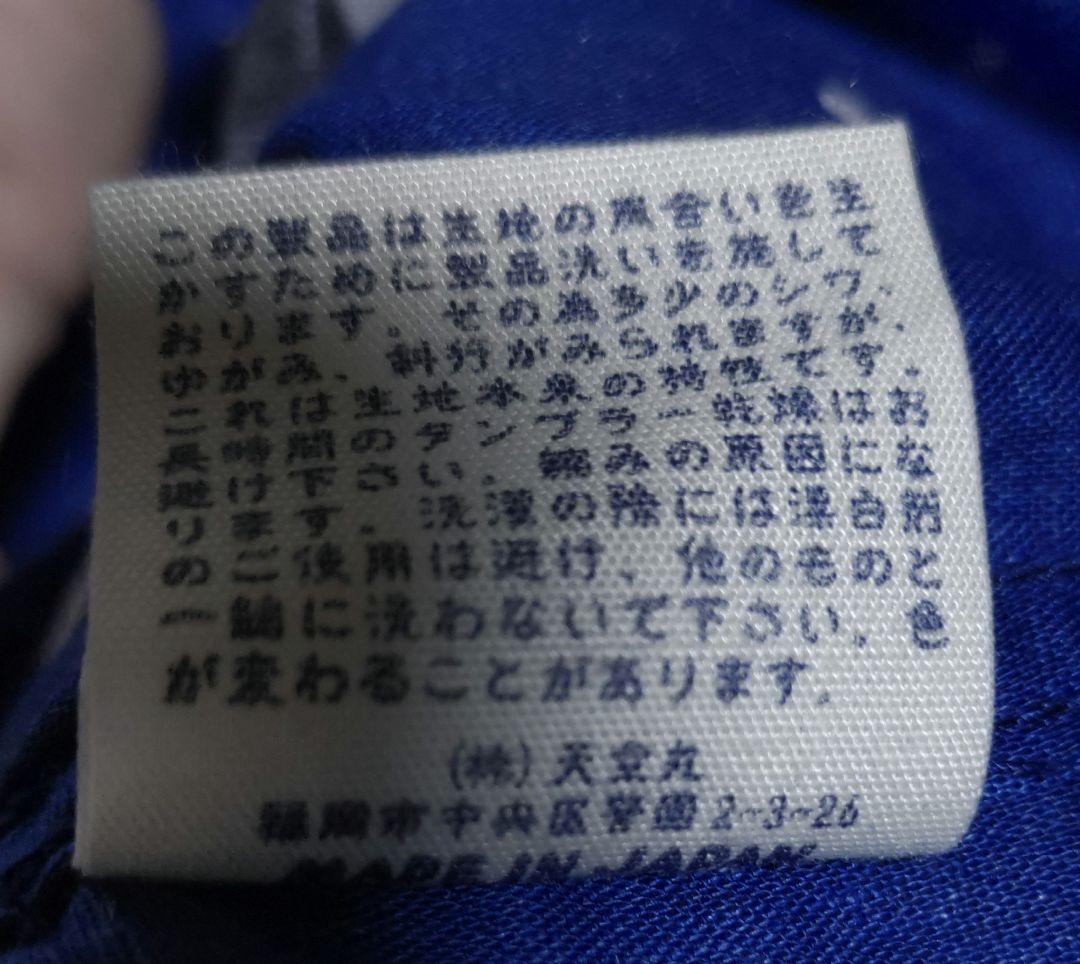 この製品は生地の風合いを生
かすために製品洗いを施して
おります。その為多少のシワが、
ゆがみ、斜行がみられますが、
これは生地本来の特性です。
長時間のタンブラー乾燥はお
避け下さい。縮みの原因にな
ります。洗濯の際には漂白剤
のご使用は避け、他のものと
一緒に洗わないで下さい。色
が変わることがあります。
(株)天堂丸
福岡市中央区警固2-3-26
MADE IN JAPAN